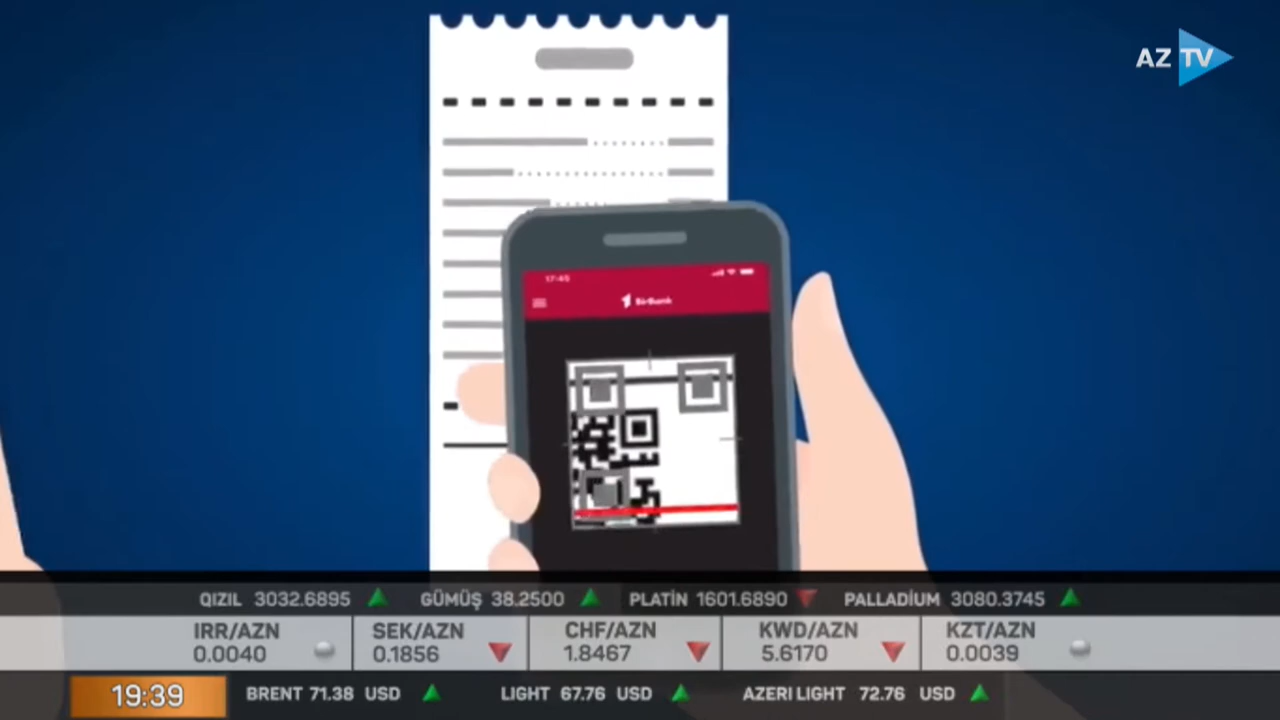 AZ TV
17:45
BirBank
QIZIL 3032.6895 GÜMÜŞ 38.2500 PLATİN 1601.6890 PALLADİUM 3080.3745
IRR/AZN SEK/AZN CHF/AZN KWD/AZN KZT/AZN
0.0040 0.1856 1.8467 5.6170 0.0039
19:39 BRENT 71.38 USD LIGHT 67.76 USD AZERI LIGHT 72.76 USD